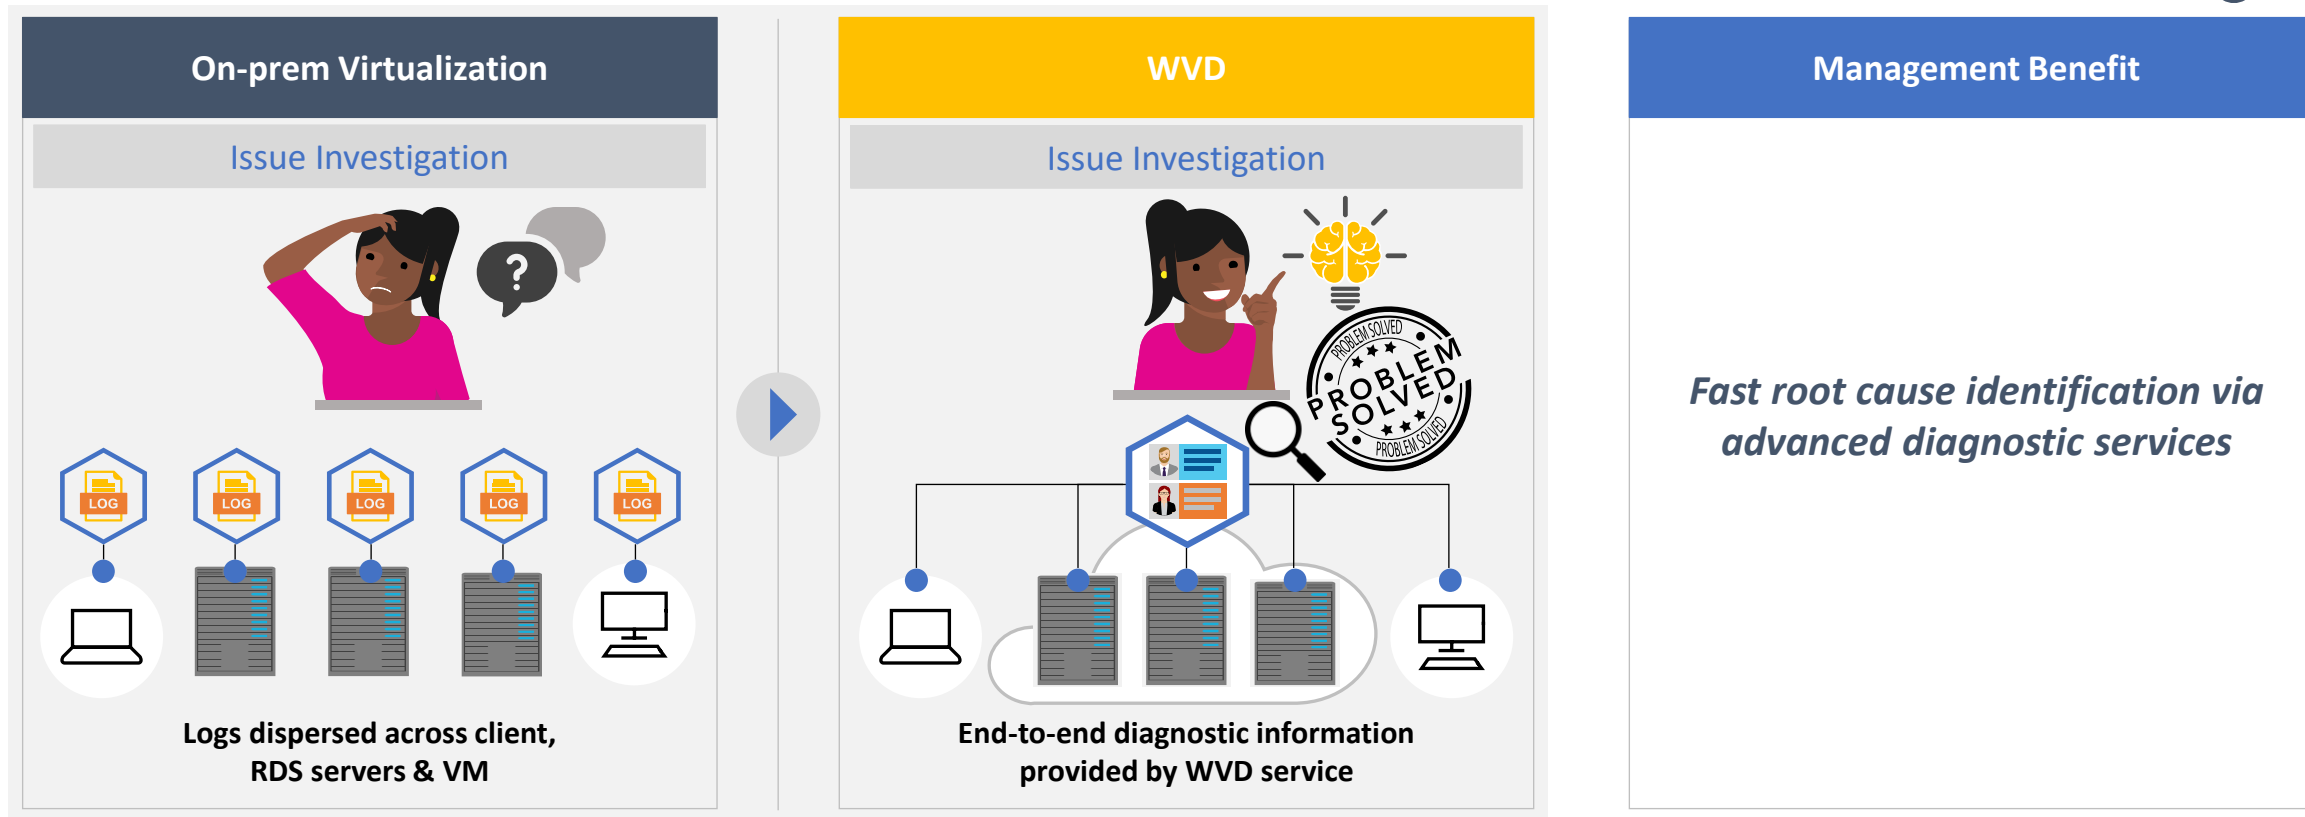 On-prem Virtualization
Issue Investigation
?
LOG
LOG
LOG
LOG
LOG
Logs dispersed across client,
RDS servers & VM
WVD
Issue Investigation
PROBLEM SOLVED
PROBLEM
SOLVED
PROBLEM SOLVED
End-to-end diagnostic information
provided by WVD service
Management Benefit
Fast root cause identification via
advanced diagnostic services